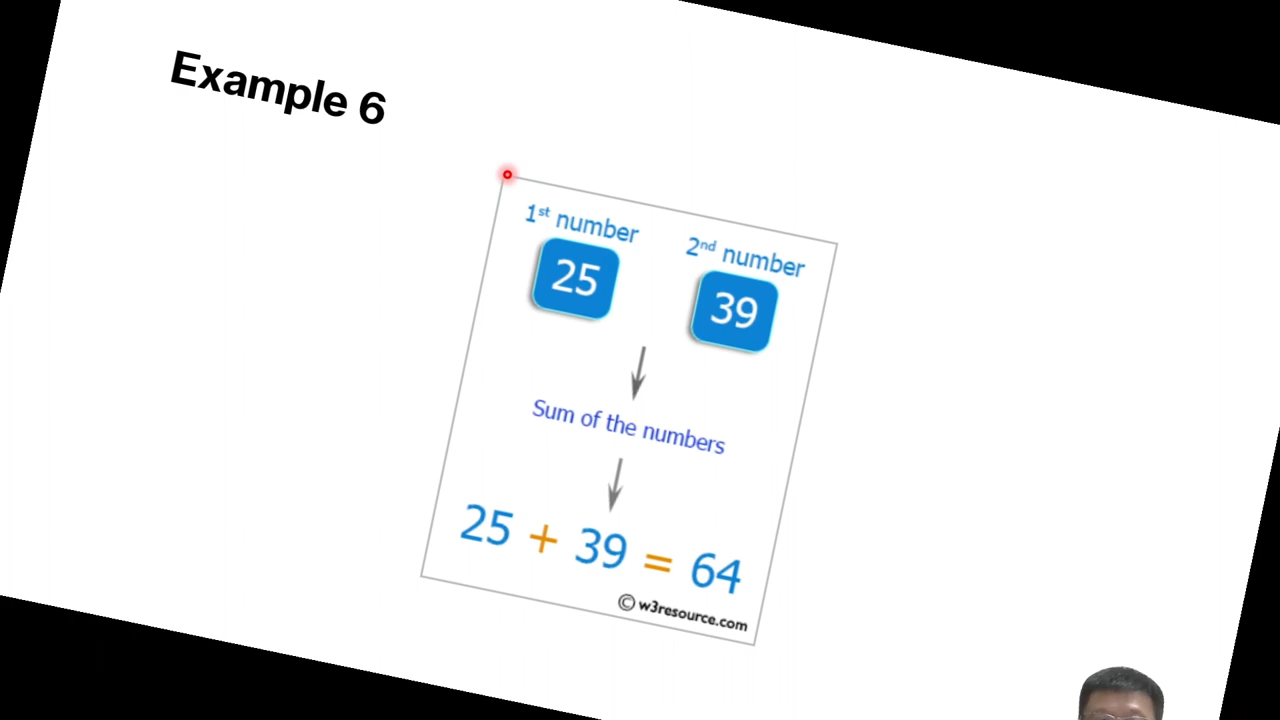 Example 6
1st number
2nd number
25
39
Sum of the numbers
25 + 39 = 64
© w3resource.com